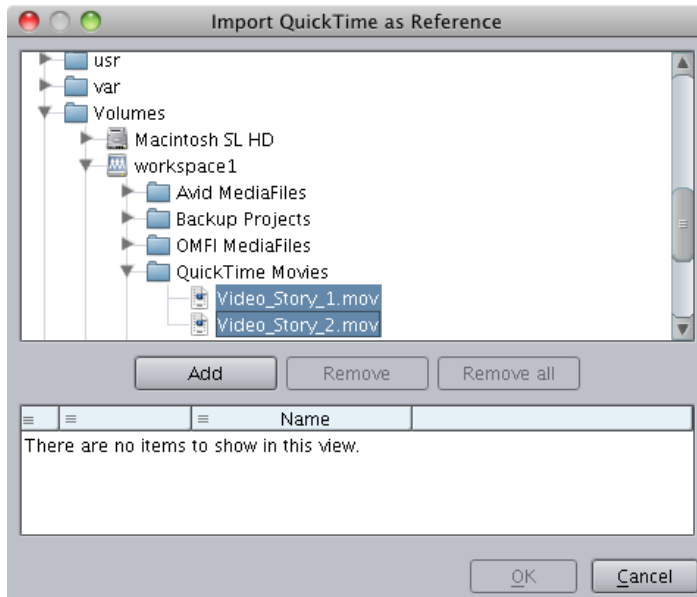 Import QuickTime as Reference
usr
var
Volumes
Macintosh SL HD
workspace1
Avid MediaFiles
Backup Projects
OMFI MediaFiles
QuickTime Movies
Video_Story_1.mov
Video_Story_2.mov
Add Remove Remove all
Name
There are no items to show in this view.
OK Cancel